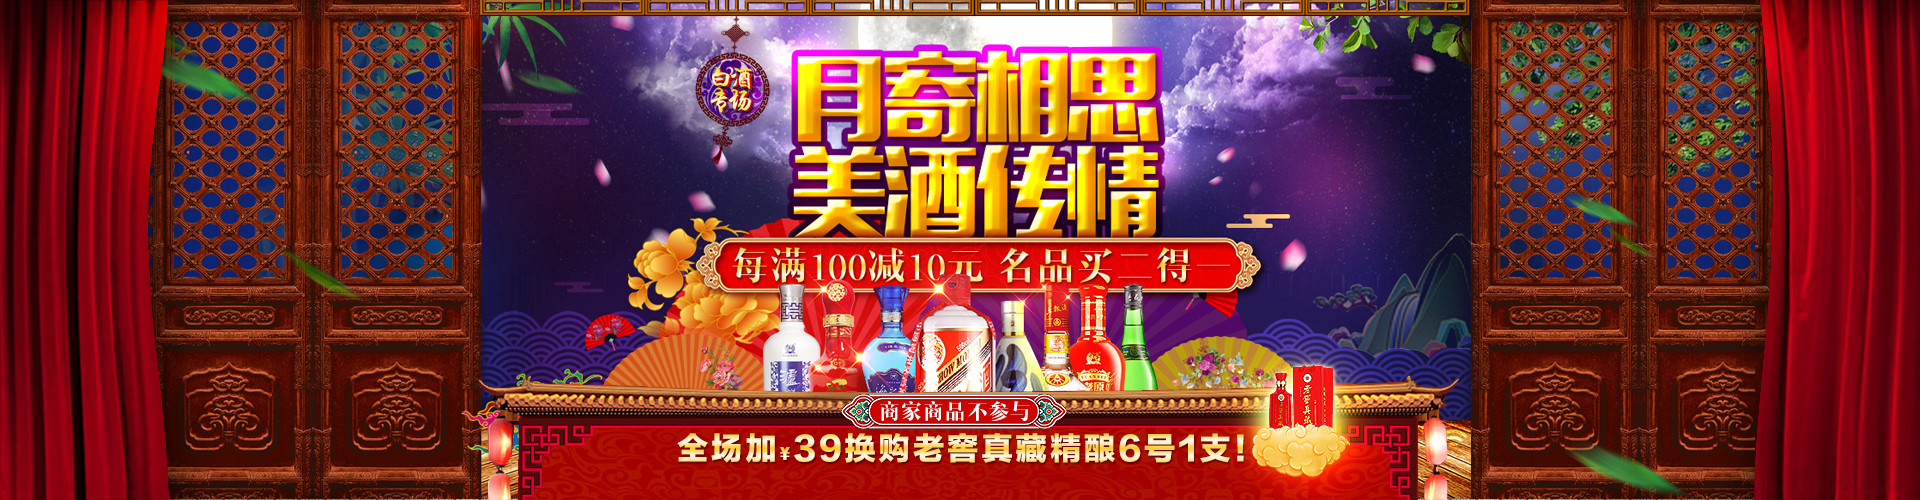 白酒
专场
月寄相思
美酒传情
每满100减10元 名品买二得一
商家商品不参与
全场加¥39换购老窖真藏精酿6号1支!